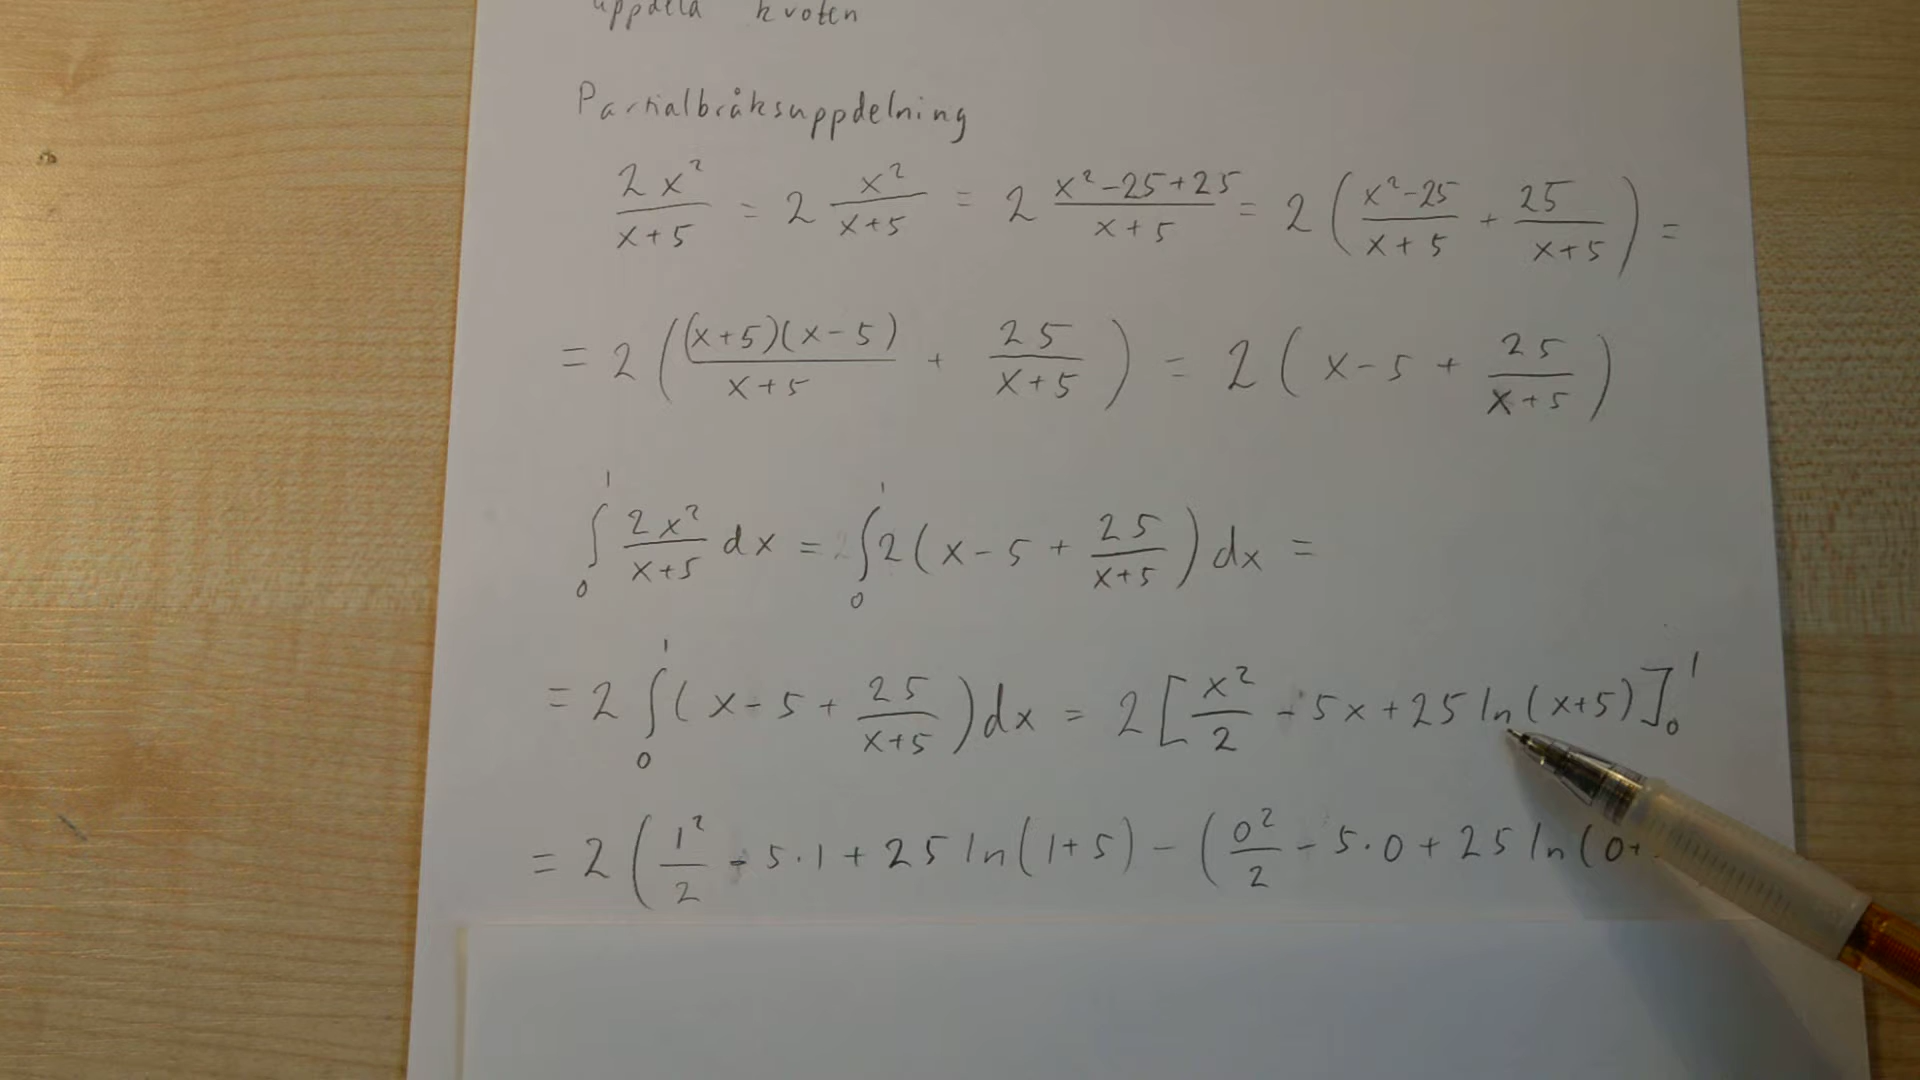 uppdela kvoten
Partialbråksuppdelning
2x²/(x+5) = 2 x²/(x+5) = 2 (x²-25+25)/(x+5) = 2 ( (x²-25)/(x+5) + 25/(x+5) ) =
= 2 ( (x+5)(x-5)/(x+5) + 25/(x+5) ) = 2 ( x-5 + 25/(x+5) )
∫₀¹ 2x²/(x+5) dx = ∫₀¹ 2 ( x-5 + 25/(x+5) ) dx =
= 2 ∫₀¹ ( x-5 + 25/(x+5) ) dx = 2 [ x²/2 - 5x + 25 ln(x+5) ]₀¹
= 2 ( 1²/2 - 5·1 + 25 ln(1+5) - ( 0²/2 - 5·0 + 25 ln(0+